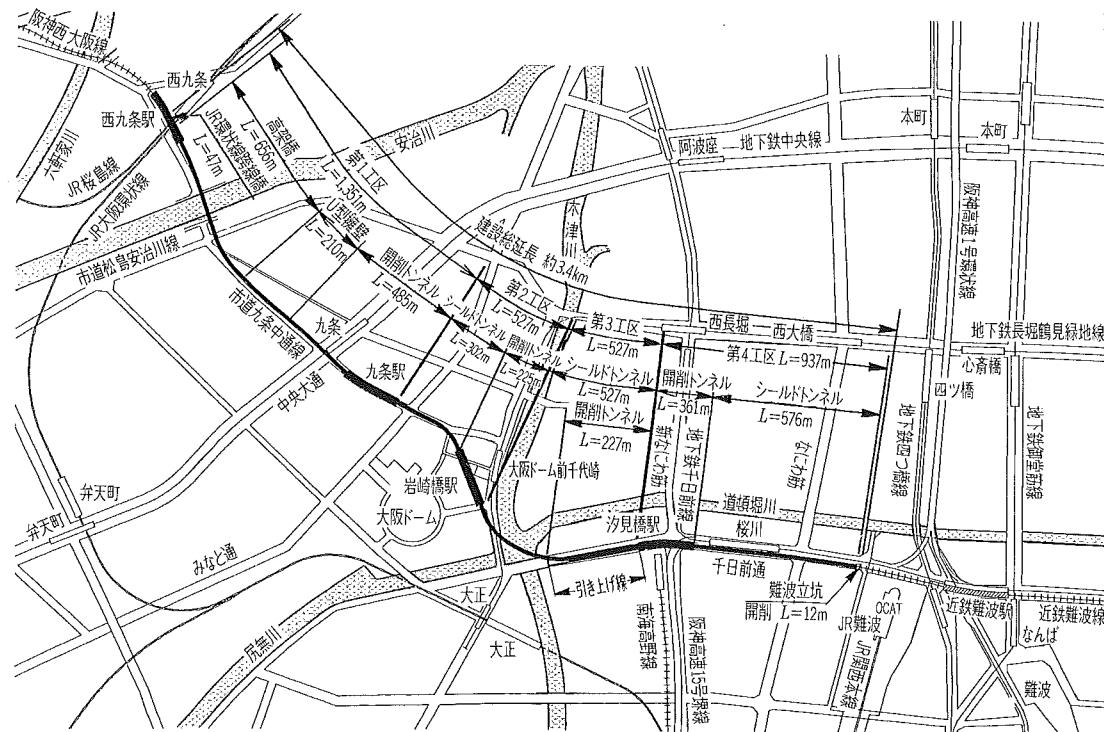 阪神西大阪線
西九条
西九条駅
六軒家川
JR桜島線
JR大阪環状線
JR環状線跨線橋
L=47m
高架橋
L=636m
第1工区
L=1,351m
U型擁壁
L=210m
安治川
市道松島安治川線
市道九条中通線
建設総延長 約3.4km
開削トンネル
L=485m
第2工区
L=527m
シールドトンネル
L=302m
開削トンネル
L=225m
木津川
第3工区
L=527m
シールドトンネル
L=527m
開削トンネル
L=227m
第4工区 L=937m
開削トンネル
L=361m
シールドトンネル
L=576m
阿波座
地下鉄中央線
本町
本町
阪神高速1号環状線
西長堀
西大橋
地下鉄長堀鶴見緑地線
心斎橋
四ツ橋
地下鉄四つ橋線
地下鉄御堂筋線
なにわ筋
新なにわ筋
地下鉄千日前線
九条
九条駅
中央大通
弁天町
弁天町
みなと通
岩崎橋駅
大阪ドーム
大阪ドーム前千代崎
汐見橋駅
道頓堀川
桜川
千日前通
引き上げ線
難波立坑
開削 L=12m
大正
大正
尻無川
南海高野線
阪神高速15号堺線
JR難波
OCAT
JR関西本線
近鉄難波駅
近鉄難波線
なんば
難波